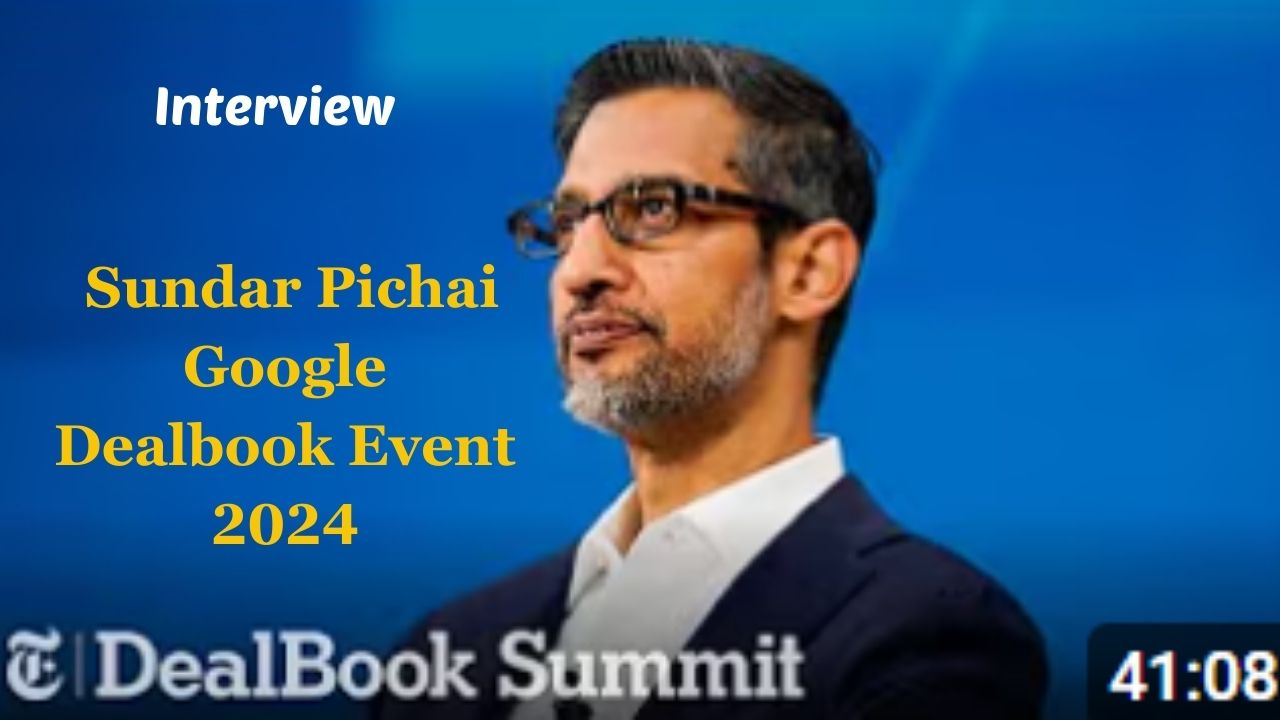 Interview
Sundar Pichai
Google
Dealbook Event
2024
T DealBook Summit
41:08